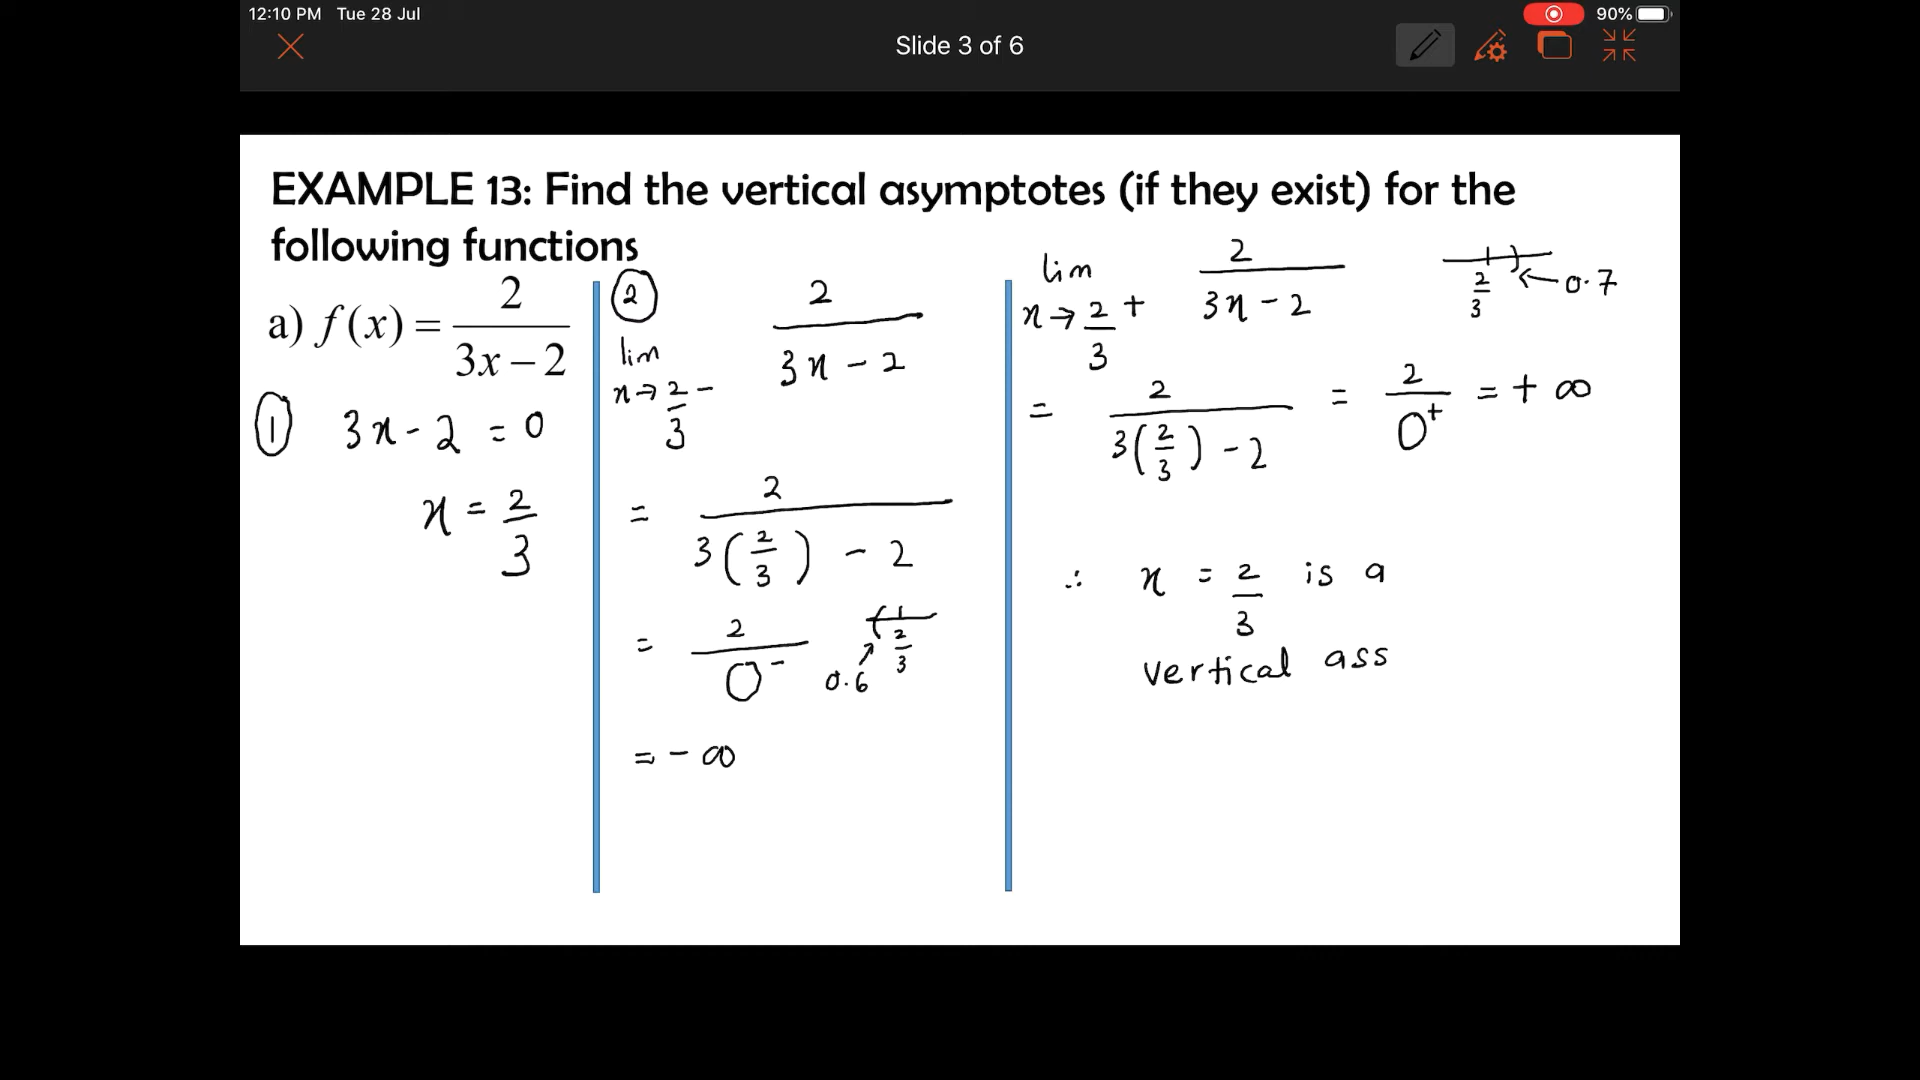 12:10 PM Tue 28 Jul
90%
Slide 3 of 6
EXAMPLE 13: Find the vertical asymptotes (if they exist) for the
following functions
a) f(x) = 2/(3x − 2)
① 3x - 2 = 0
x = 2/3
②
lim x→2/3⁻ 2/(3x - 2)
= 2/(3(2/3) - 2)
= 2/0⁻
0.6 2/3
= - ∞
lim x→2/3⁺ 2/(3x - 2)
2/3 ← 0.7
= 2/(3(2/3) - 2) = 2/0⁺ = + ∞
∴ x = 2/3 is a
vertical ass